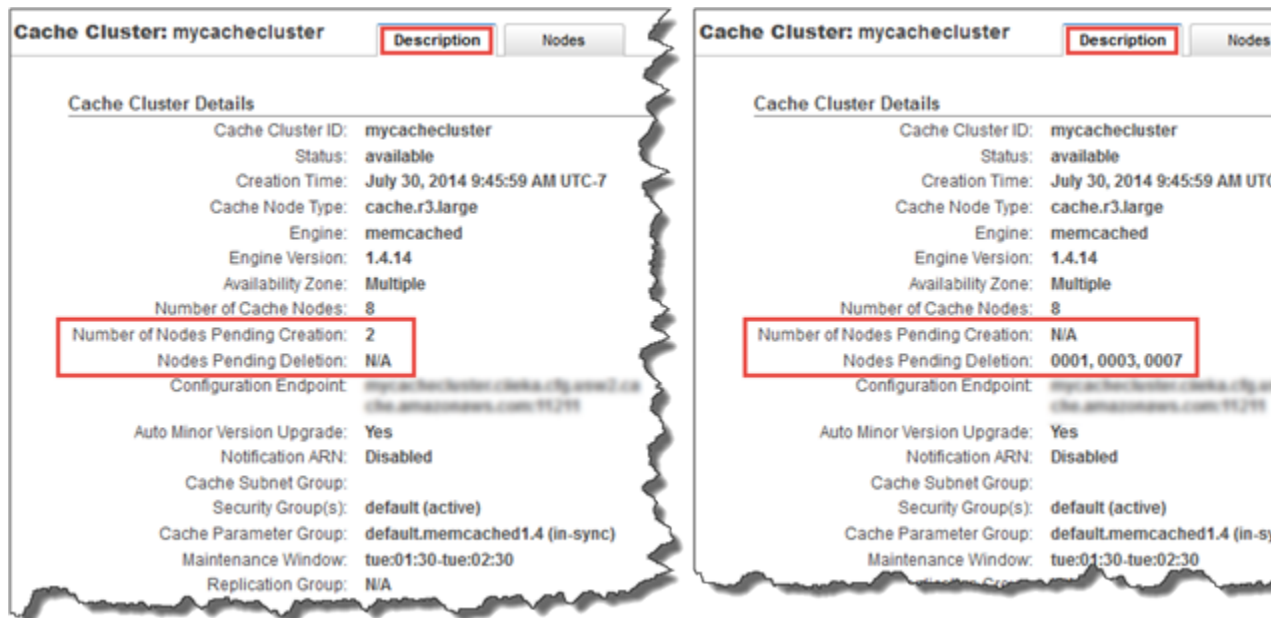 Cache Cluster: mycachecluster
Description
Nodes
Cache Cluster Details
Cache Cluster ID: mycachecluster
Status: available
Creation Time: July 30, 2014 9:45:59 AM UTC-7
Cache Node Type: cache.r3.large
Engine: memcached
Engine Version: 1.4.14
Availability Zone: Multiple
Number of Cache Nodes: 8
Number of Nodes Pending Creation: 2
Nodes Pending Deletion: N/A
Configuration Endpoint
Auto Minor Version Upgrade: Yes
Notification ARN: Disabled
Cache Subnet Group:
Security Group(s): default (active)
Cache Parameter Group: default.memcached1.4 (in-sync)
Maintenance Window: tue:01:30-tue:02:30
Replication Group: N/A
Cache Cluster: mycachecluster
Description
Nodes
Cache Cluster Details
Cache Cluster ID: mycachecluster
Status: available
Creation Time: July 30, 2014 9:45:59 AM UTC
Cache Node Type: cache.r3.large
Engine: memcached
Engine Version: 1.4.14
Availability Zone: Multiple
Number of Cache Nodes: 8
Number of Nodes Pending Creation: N/A
Nodes Pending Deletion: 0001, 0003, 0007
Configuration Endpoint
Auto Minor Version Upgrade: Yes
Notification ARN: Disabled
Cache Subnet Group:
Security Group(s): default (active)
Cache Parameter Group: default.memcached1.4 (in-sy
Maintenance Window: tue:01:30-tue:02:30